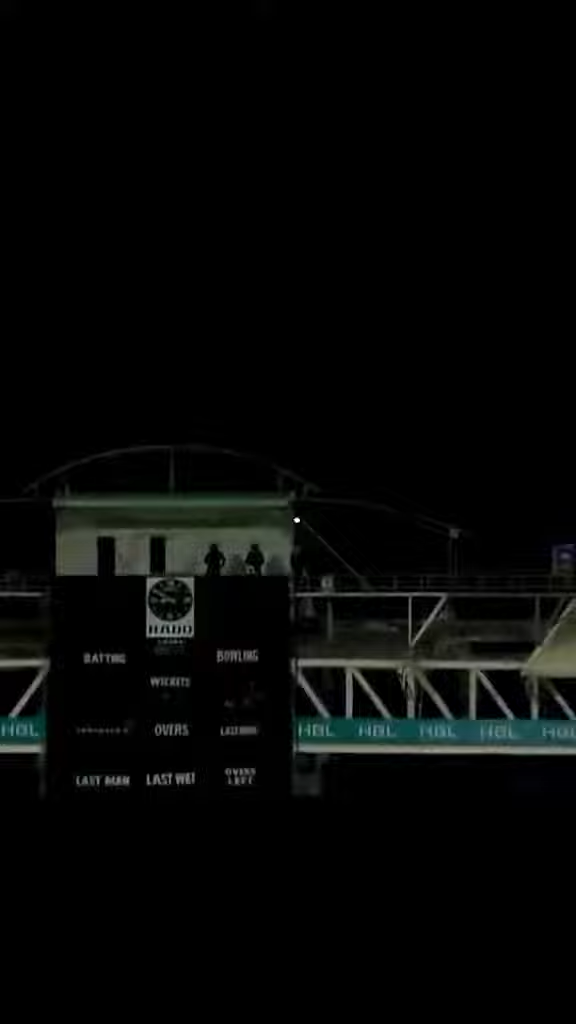 RADO
BATTING
BOWLING
WICKETS
OVERS
LAST MAN
LAST WKT
OVERS
LEFT
HBL
HBL HBL HBL HBL HBL